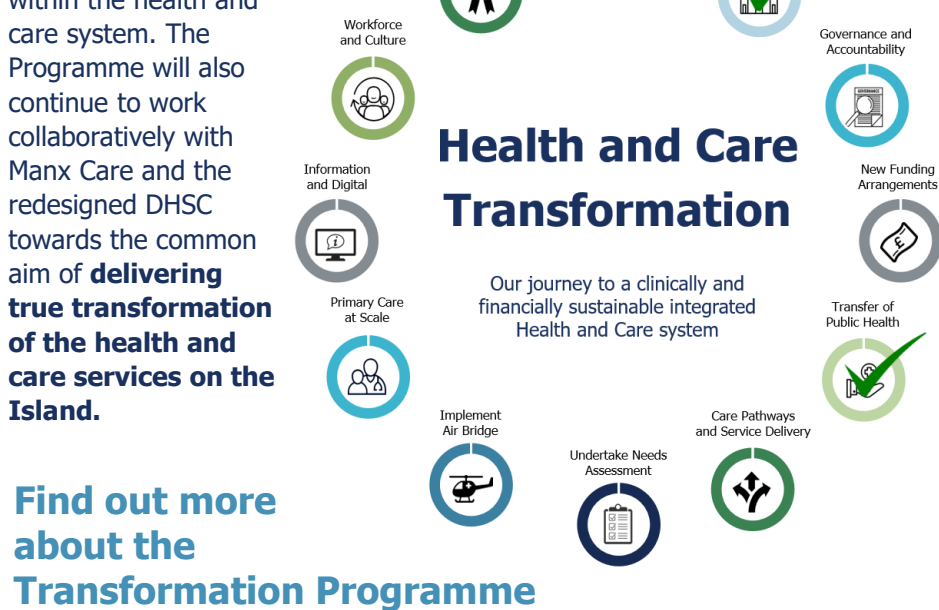 within the health and
care system. The
Programme will also
continue to work
collaboratively with
Manx Care and the
redesigned DHSC
towards the common
aim of delivering
true transformation
of the health and
care services on the
Island.
Find out more
about the
Transformation Programme
Workforce
and Culture
Governance and
Accountability
GOVERNANCE
Information
and Digital
Health and Care
Transformation
New Funding
Arrangements
£
Our journey to a clinically and
financially sustainable integrated
Health and Care system
Primary Care
at Scale
Transfer of
Public Health
Implement
Air Bridge
Undertake Needs
Assessment
Care Pathways
and Service Delivery